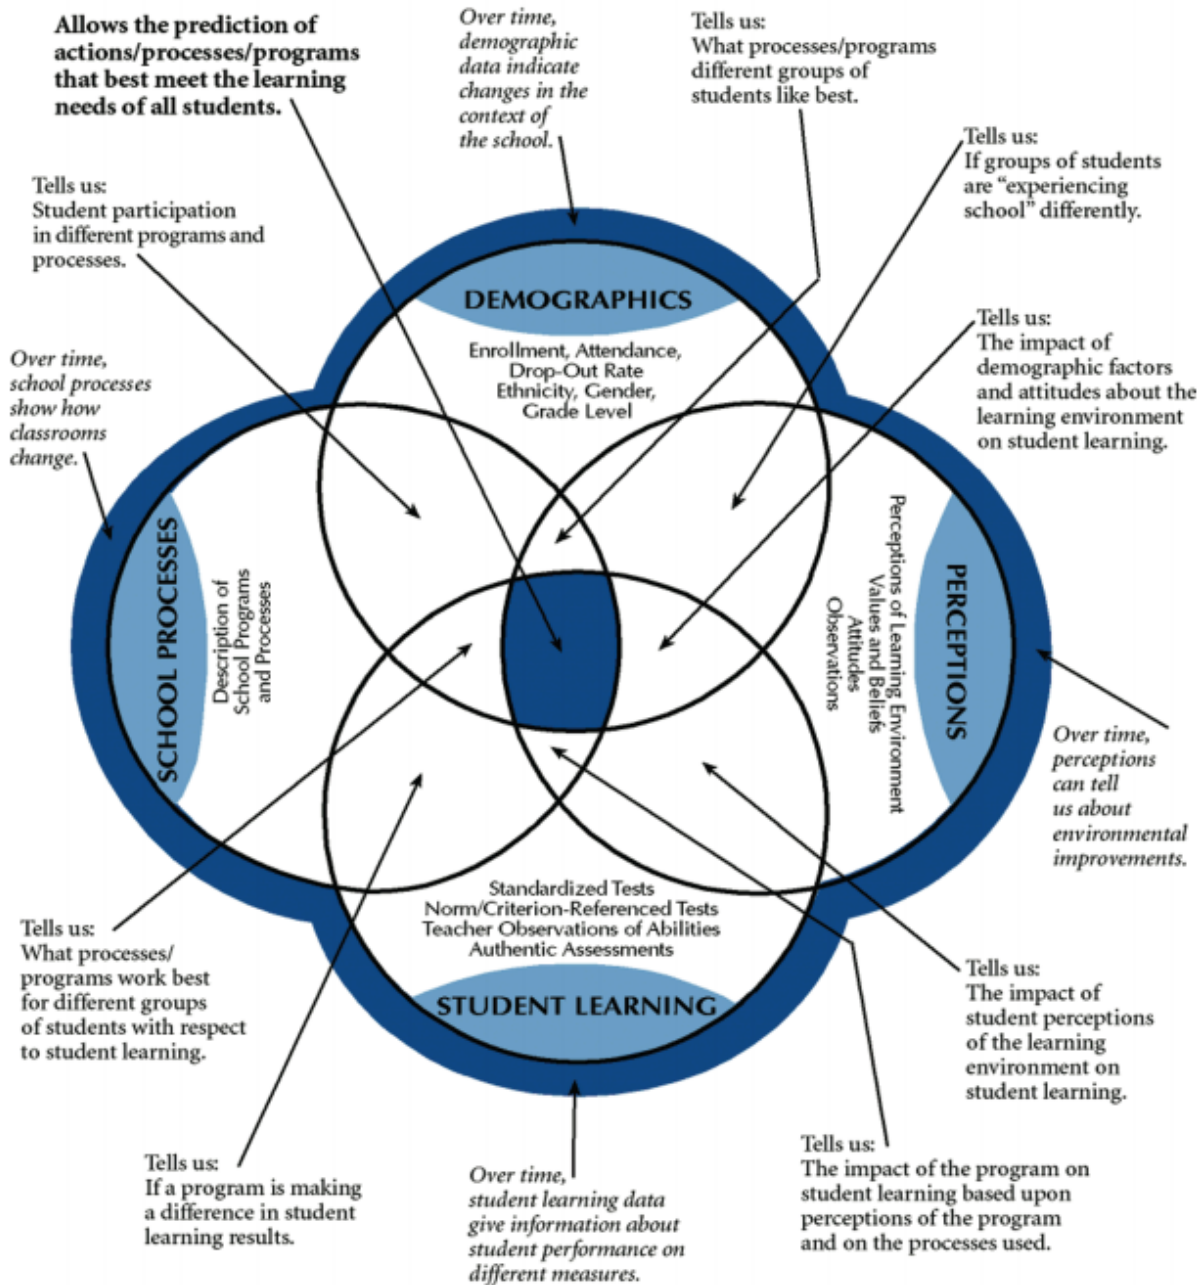 Allows the prediction of
actions/processes/programs
that best meet the learning
needs of all students.
Over time,
demographic
data indicate
changes in the
context of
the school.
Tells us:
What processes/programs
different groups of
students like best.
Tells us:
If groups of students
are “experiencing
school” differently.
Tells us:
Student participation
in different programs and
processes.
DEMOGRAPHICS
Enrollment, Attendance,
Drop-Out Rate
Ethnicity, Gender,
Grade Level
Tells us:
The impact of
demographic factors
and attitudes about the
learning environment
on student learning.
Over time,
school processes
show how
classrooms
change.
SCHOOL PROCESSES
Description of
School Programs
and Processes
PERCEPTIONS
Perceptions of Learning Environment
Values and Beliefs
Attitudes
Observations
Over time,
perceptions
can tell
us about
environmental
improvements.
Standardized Tests
Norm/Criterion-Referenced Tests
Teacher Observations of Abilities
Authentic Assessments
STUDENT LEARNING
Tells us:
What processes/
programs work best
for different groups
of students with respect
to student learning.
Tells us:
The impact of
student perceptions
of the learning
environment on
student learning.
Tells us:
If a program is making
a difference in student
learning results.
Over time,
student learning data
give information about
student performance on
different measures.
Tells us:
The impact of the program on
student learning based upon
perceptions of the program
and on the processes used.